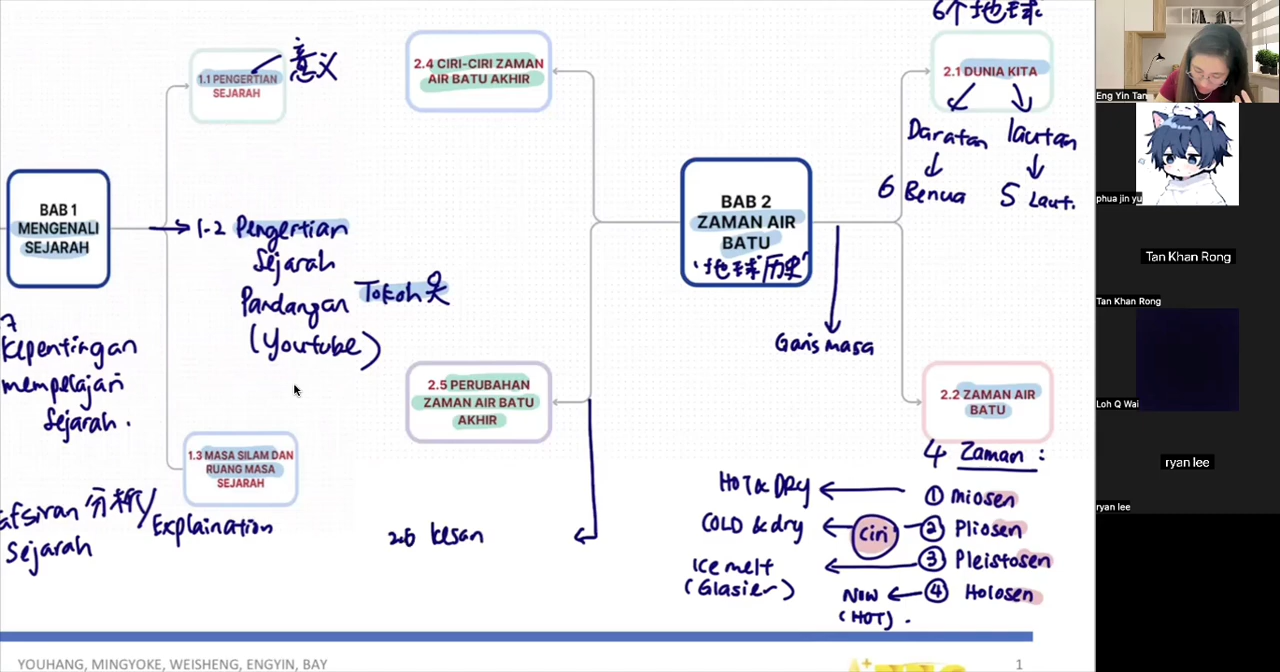 1.1 PENGERTIAN
SEJARAH
意义
BAB 1
MENGENALI
SEJARAH
1.2 Pengertian
Sejarah
Pandangan Tokoh
(Youtube)
7
Kepentingan
mempelajari
Sejarah.
1.3 MASA SILAM DAN
RUANG MASA
SEJARAH
afsiran 分析/
Explaination
sejarah
2.4 CIRI-CIRI ZAMAN
AIR BATU AKHIR
2.5 PERUBAHAN
ZAMAN AIR BATU
AKHIR
2.6 kesan
BAB 2
ZAMAN AIR
BATU
"地球历史"
Garis masa
6个地球
2.1 DUNIA KITA
Daratan
lautan
6 Benua
5 Laut.
2.2 ZAMAN AIR
BATU
4 Zaman:
① Miosen
HOT & DRY
② Pliosen
ciri
COLD & dry
③ Pleistosen
Ice melt
(Glasier)
④ Holosen
Now
(HOT).
YOUHANG, MINGYOKE, WEISHENG, ENGYIN, BAY
1
A+
Eng Yin Tan
phua jin yu
Tan Khan Rong
Tan Khan Rong
Loh Q Wai
ryan lee
ryan lee